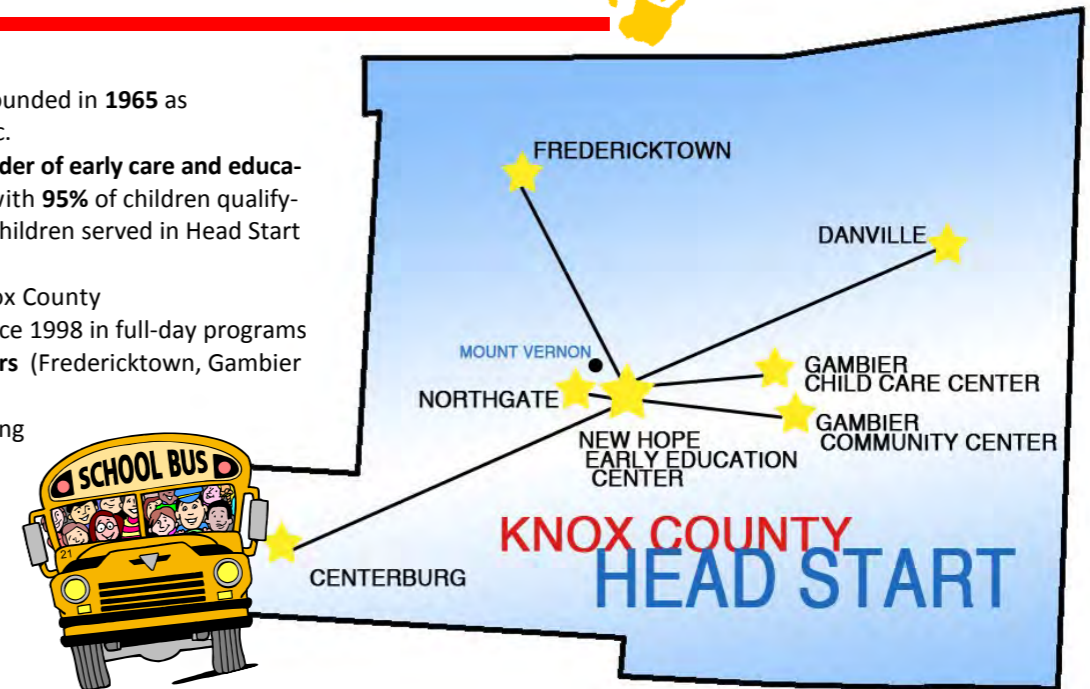 ounded in 1965 as
c.
der of early care and educa-
with 95% of children qualify-
children served in Head Start
ox County
ce 1998 in full-day programs
rs (Fredericktown, Gambier
ng
FREDERICKTOWN
DANVILLE
MOUNT VERNON
NORTHGATE
GAMBIER
CHILD CARE CENTER
GAMBIER
COMMUNITY CENTER
NEW HOPE
EARLY EDUCATION
CENTER
KNOX COUNTY
HEAD START
CENTERBURG
SCHOOL BUS
21